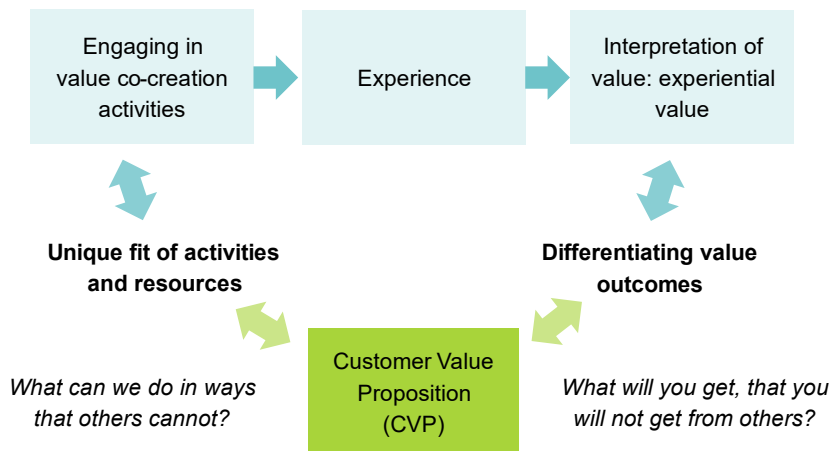 Engaging in
value co-creation
activities
Experience
Interpretation of
value: experiential
value
Unique fit of activities
and resources
Differentiating value
outcomes
Customer Value
Proposition
(CVP)
What can we do in ways
that others cannot?
What will you get, that you
will not get from others?